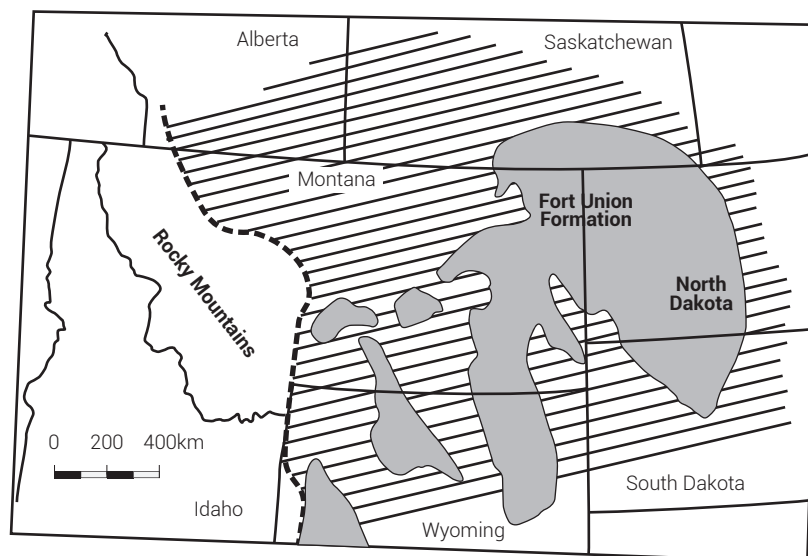 Alberta
Saskatchewan
Montana
Fort Union
Formation
Rocky Mountains
North
Dakota
0 200 400km
Idaho
Wyoming
South Dakota